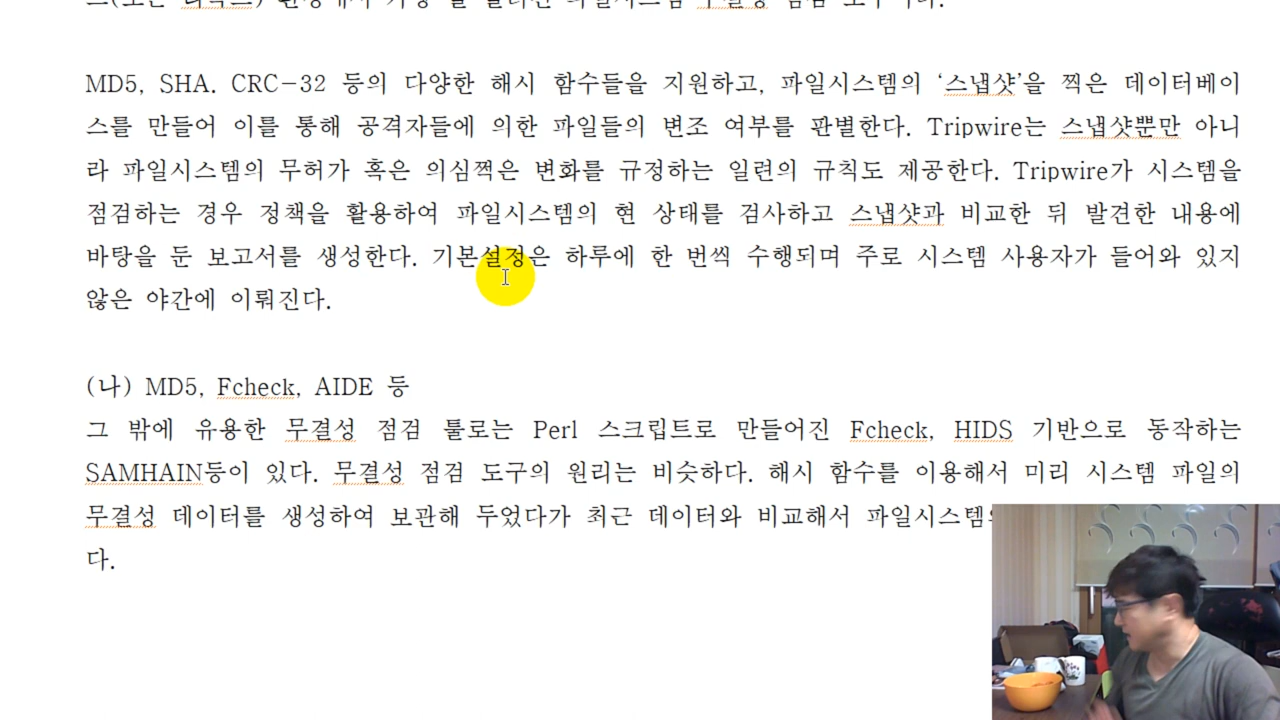 MD5, SHA. CRC-32 등의 다양한 해시 함수들을 지원하고, 파일시스템의 ‘스냅샷’을 찍은 데이터베이
스를 만들어 이를 통해 공격자들에 의한 파일들의 변조 여부를 판별한다. Tripwire는 스냅샷뿐만 아니
라 파일시스템의 무허가 혹은 의심쩍은 변화를 규정하는 일련의 규칙도 제공한다. Tripwire가 시스템을
점검하는 경우 정책을 활용하여 파일시스템의 현 상태를 검사하고 스냅샷과 비교한 뒤 발견한 내용에
바탕을 둔 보고서를 생성한다. 기본설정은 하루에 한 번씩 수행되며 주로 시스템 사용자가 들어와 있지
않은 야간에 이뤄진다.
(나) MD5, Fcheck, AIDE 등
그 밖에 유용한 무결성 점검 툴로는 Perl 스크립트로 만들어진 Fcheck, HIDS 기반으로 동작하는
SAMHAIN등이 있다. 무결성 점검 도구의 원리는 비슷하다. 해시 함수를 이용해서 미리 시스템 파일의
무결성 데이터를 생성하여 보관해 두었다가 최근 데이터와 비교해서
다.